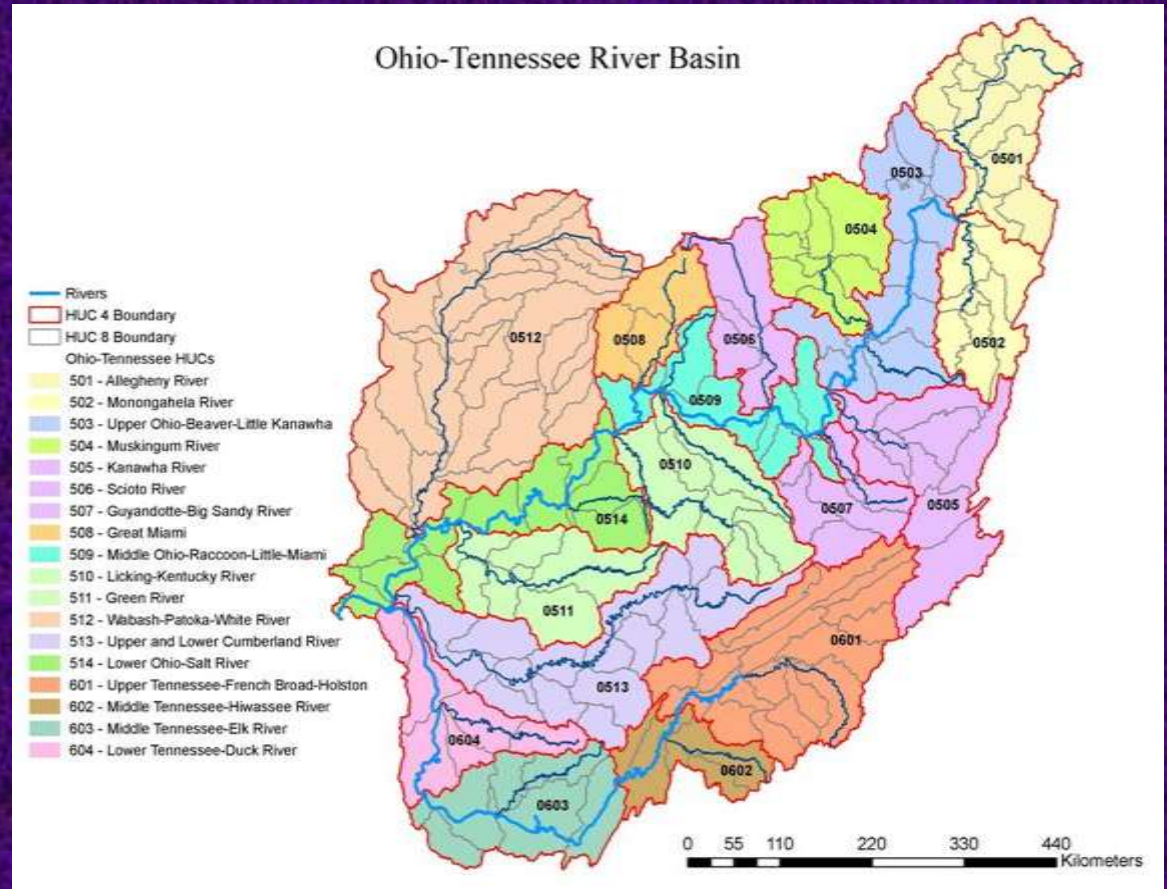 Ohio-Tennessee River Basin
Rivers
HUC 4 Boundary
HUC 8 Boundary
Ohio-Tennessee HUCs
501 - Allegheny River
502 - Monongahela River
503 - Upper Ohio-Beaver-Little Kanawha
504 - Muskingum River
505 - Kanawha River
506 - Scioto River
507 - Guyandotte-Big Sandy River
508 - Great Miami
509 - Middle Ohio-Raccoon-Little-Miami
510 - Licking-Kentucky River
511 - Green River
512 - Wabash-Patoka-White River
513 - Upper and Lower Cumberland River
514 - Lower Ohio-Salt River
601 - Upper Tennessee-French Broad-Holston
602 - Middle Tennessee-Hiwassee River
603 - Middle Tennessee-Elk River
604 - Lower Tennessee-Duck River
0501
0503
0504
0512
0508
0506
0502
0509
0510
0505
0507
0514
0511
0601
0513
0604
0602
0603
0 55 110 220 330 440
Kilometers